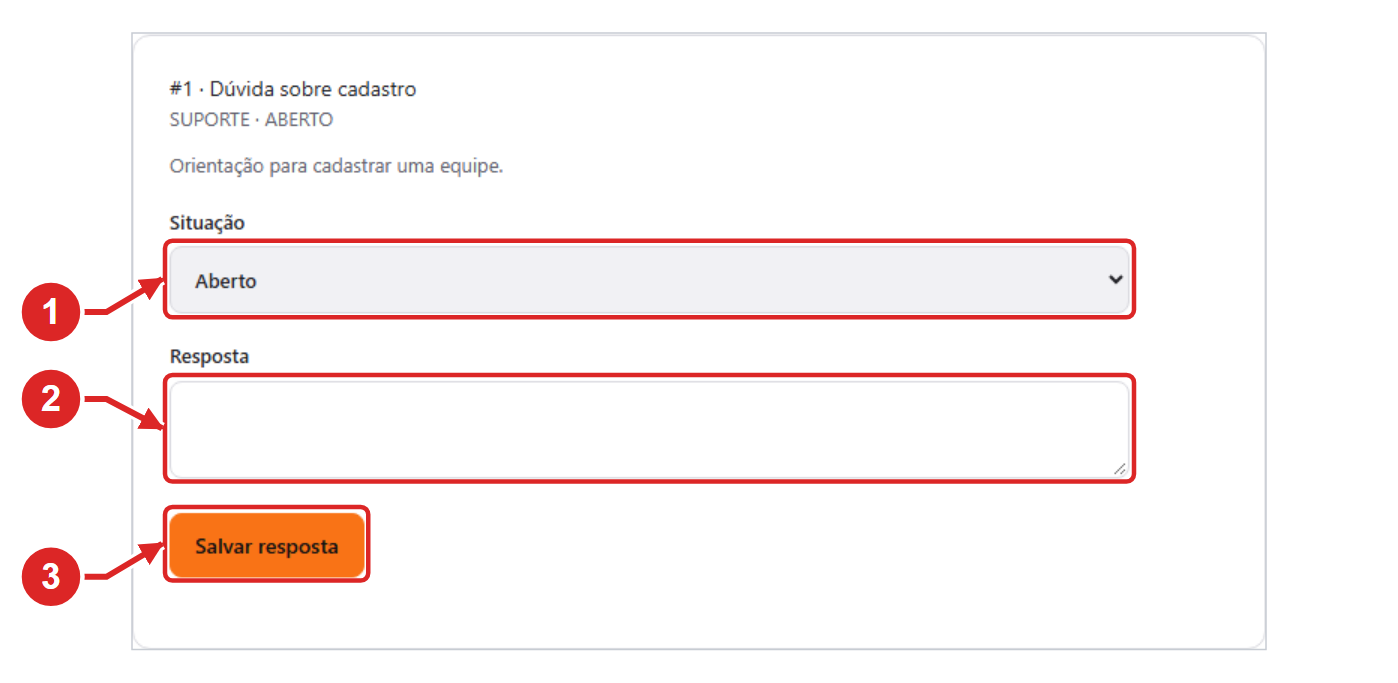 #1 · Dúvida sobre cadastro
SUPORTE · ABERTO
Orientação para cadastrar uma equipe.
Situação
1
Aberto
Resposta
2
3
Salvar resposta